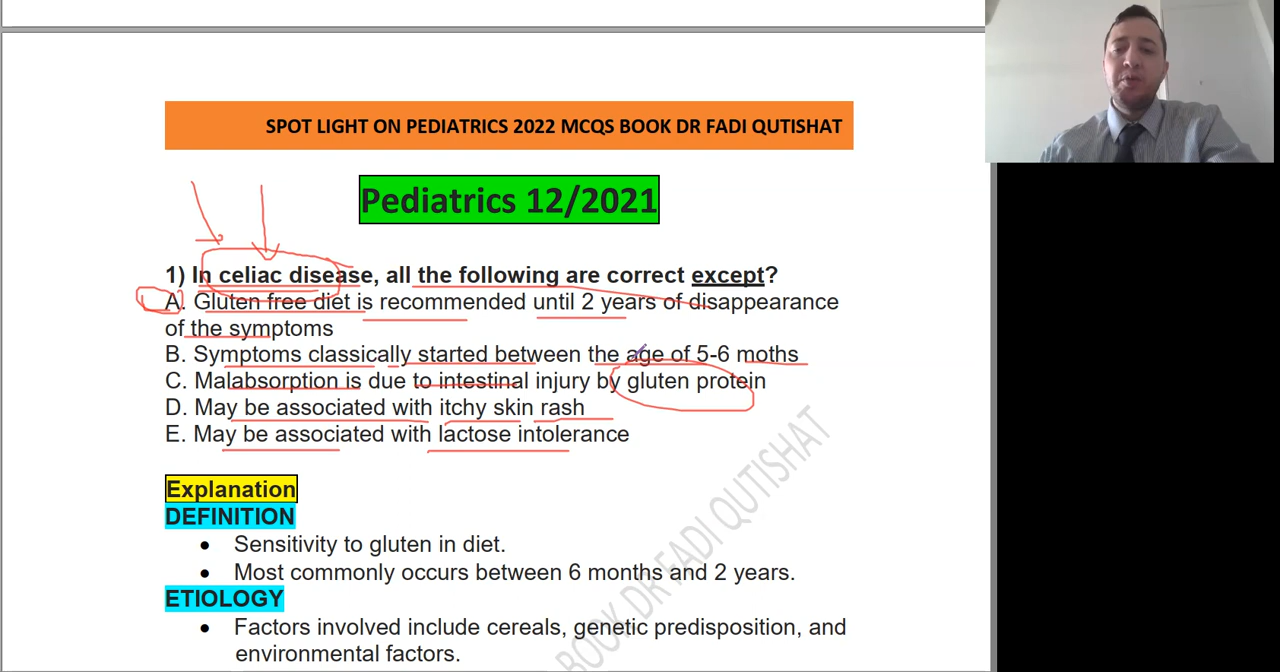 SPOT LIGHT ON PEDIATRICS 2022 MCQS BOOK DR FADI QUTISHAT
Pediatrics 12/2021
1) In celiac disease, all the following are correct except?
A. Gluten free diet is recommended until 2 years of disappearance
of the symptoms
B. Symptoms classically started between the age of 5-6 moths
C. Malabsorption is due to intestinal injury by gluten protein
D. May be associated with itchy skin rash
E. May be associated with lactose intolerance
Explanation
DEFINITION
• Sensitivity to gluten in diet.
• Most commonly occurs between 6 months and 2 years.
ETIOLOGY
• Factors involved include cereals, genetic predisposition, and
environmental factors.
BOOK DR FADI QUTISHAT